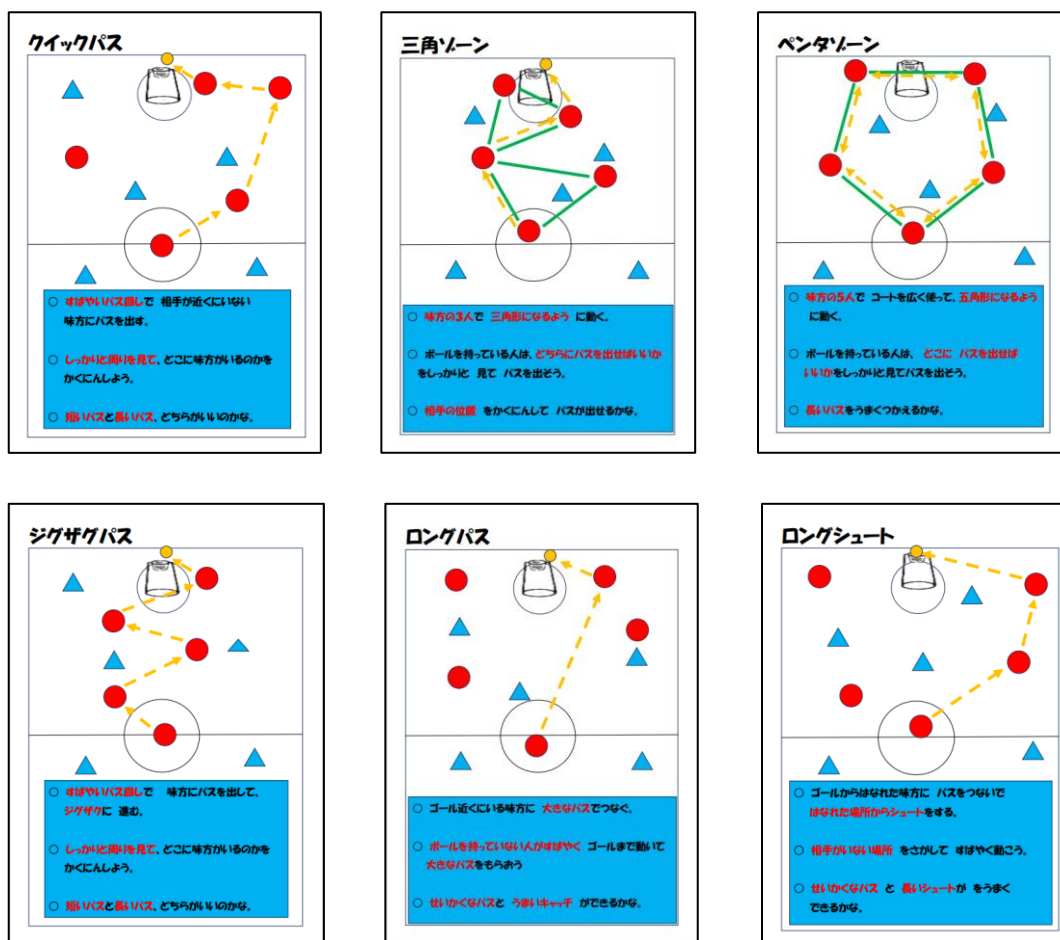 クイックパス
○ すばやいパス回しで 相手が近くにいない
味方にパスを出す。
○ しっかりと周りを見て、どこに味方がいるのかを
かくにんしよう。
○ 短いパスと長いパス、どちらがいいのかな。
三角ゾーン
○ 味方の3人で 三角形になるよう に動く。
○ ボールを持っている人は、どちらにパスを出せばいいか
をしっかりと 見て パスを出そう。
○ 相手の位置 をかくにんして パスが出せるかな。
ペンタゾーン
○ 味方の5人で コートを広く使って、五角形になるよう
に動く。
○ ボールを持っている人は、 どこに パスを出せば
いいかをしっかりと見てパスを出そう。
○ 長いパスをうまくつかえるかな。
ジグザグパス
○ すばやいパス回しで 味方にパスを出して、
ジグザグに 進む。
○ しっかりと周りを見て、どこに味方がいるのかを
かくにんしよう。
○ 短いパスと長いパス、どちらがいいのかな。
ロングパス
○ ゴール近くにいる味方に 大きなパスでつなぐ。
○ ボールを持っていない人がすばやく ゴールまで動いて
大きなパスをもらおう
○ せいかくなパスと うまいキャッチ ができるかな。
ロングシュート
○ ゴールからはなれた味方に パスをつないで
はなれた場所からシュートをする。
○ 相手がいない場所 をさがして すばやく動こう。
○ せいかくなパス と 長いシュートが をうまく
できるかな。